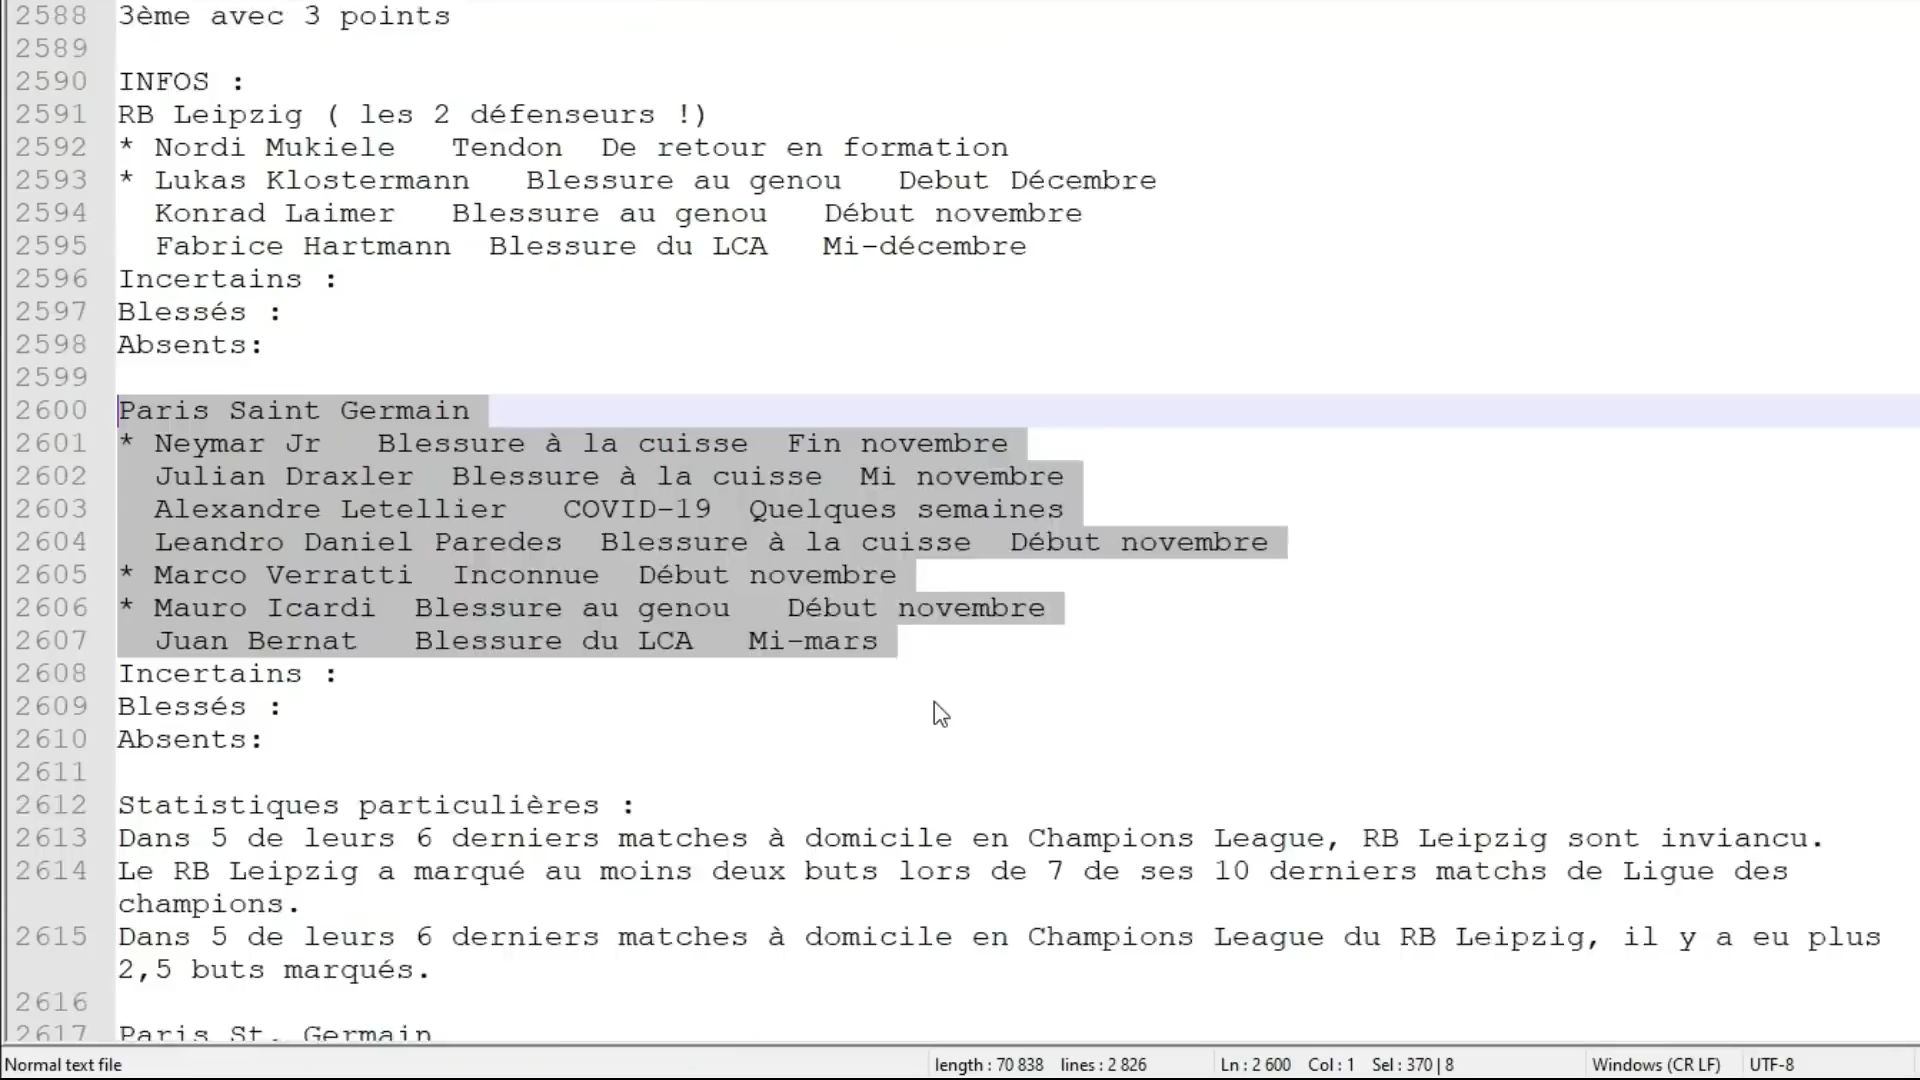 2588 3ème avec 3 points
2589
2590 INFOS :
2591 RB Leipzig ( les 2 défenseurs !)
2592 * Nordi Mukiele   Tendon  De retour en formation
2593 * Lukas Klostermann   Blessure au genou   Debut Décembre
2594   Konrad Laimer   Blessure au genou   Début novembre
2595   Fabrice Hartmann  Blessure du LCA   Mi-décembre
2596 Incertains :
2597 Blessés :
2598 Absents:
2599
2600 Paris Saint Germain
2601 * Neymar Jr   Blessure à la cuisse  Fin novembre
2602   Julian Draxler  Blessure à la cuisse  Mi novembre
2603   Alexandre Letellier   COVID-19  Quelques semaines
2604   Leandro Daniel Paredes  Blessure à la cuisse  Début novembre
2605 * Marco Verratti  Inconnue  Début novembre
2606 * Mauro Icardi  Blessure au genou   Début novembre
2607   Juan Bernat   Blessure du LCA   Mi-mars
2608 Incertains :
2609 Blessés :
2610 Absents:
2611
2612 Statistiques particulières :
2613 Dans 5 de leurs 6 derniers matches à domicile en Champions League, RB Leipzig sont inviancu.
2614 Le RB Leipzig a marqué au moins deux buts lors de 7 de ses 10 derniers matchs de Ligue des
champions.
2615 Dans 5 de leurs 6 derniers matches à domicile en Champions League du RB Leipzig, il y a eu plus
2,5 buts marqués.
2616
2617 Paris St. Germain
Normal text file length : 70 838 lines : 2 826 Ln : 2 600 Col : 1 Sel : 370 | 8 Windows (CR LF) UTF-8